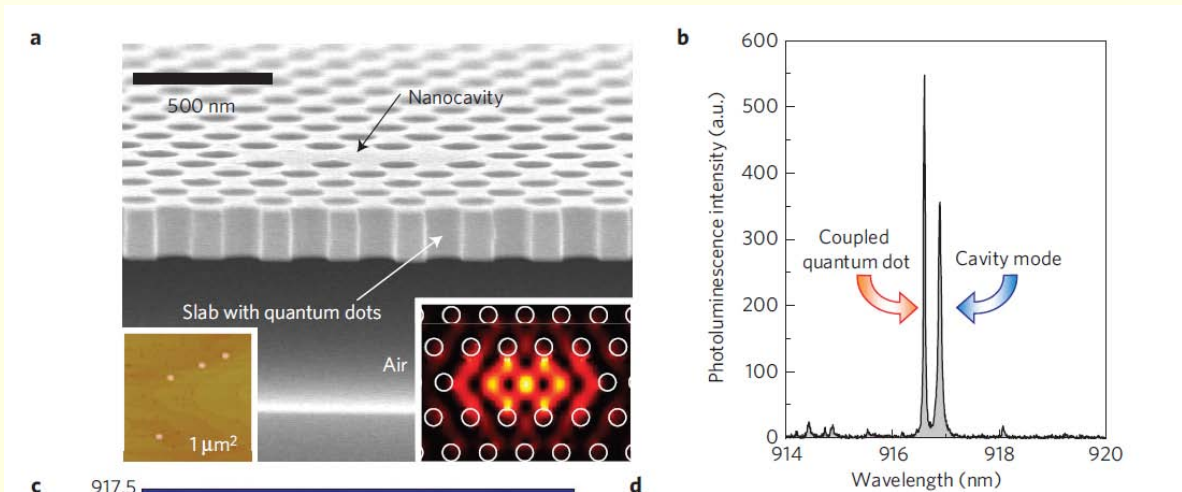 a
500 nm
Nanocavity
Slab with quantum dots
Air
1 µm²
b
600
500
400
300
200
100
0
Photoluminescence intensity (a.u.)
Coupled
quantum dot
Cavity mode
914
916
918
920
Wavelength (nm)
c
917.5
d